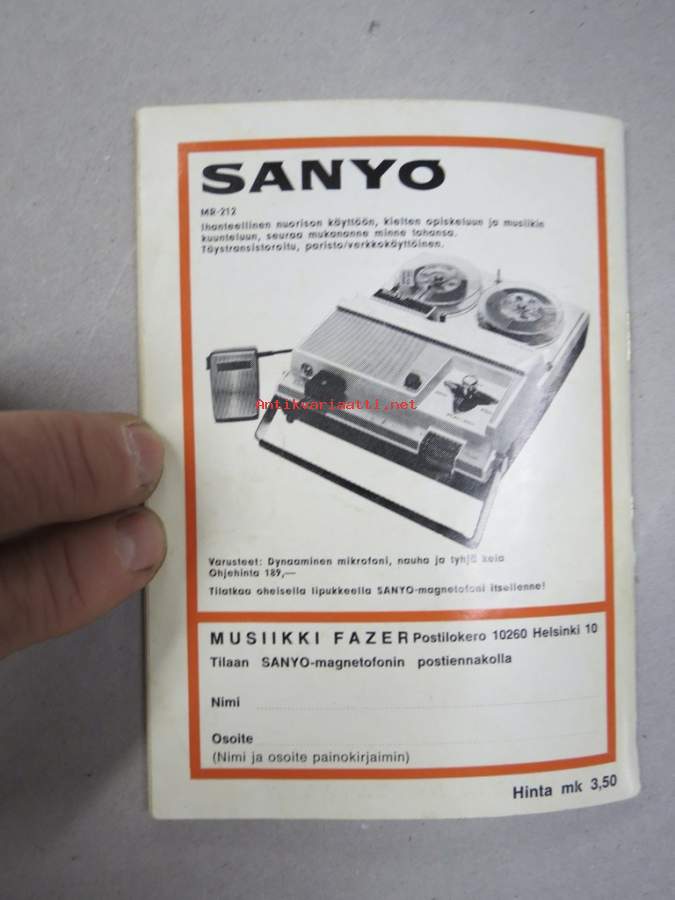 SANYO
MR-212
Ihanteellinen nuorison käyttöön, kielten opiskeluun ja musiikin
kuunteluun, seuraa mukananne minne tahansa.
Täystransistoroitu, paristo/verkkokäyttöinen.
Antikvariaatti.net
Varusteet: Dynaaminen mikrofoni, nauha ja tyhjä kela
Ohjehinta 189,—
Tilatkaa oheisella lipukkeella SANYO-magnetofoni itsellenne!
MUSIIKKI FAZER Postilokero 10260 Helsinki 10
Tilaan SANYO-magnetofonin postiennakolla
Nimi
Osoite
(Nimi ja osoite painokirjaimin)
Hinta mk 3,50